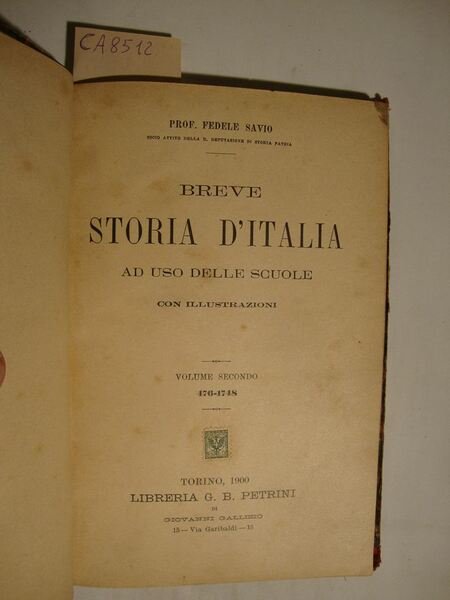 CA8512
PROF. FEDELE SAVIO
SOCIO ATTIVO DELLA R. DEPUTAZIONE DI STORIA PATRIA
BREVE
STORIA D'ITALIA
AD USO DELLE SCUOLE
CON ILLUSTRAZIONI
VOLUME SECONDO
476-1748
TORINO, 1900
LIBRERIA G. B. PETRINI
DI
GIOVANNI GALLIZIO
15 — Via Garibaldi — 15